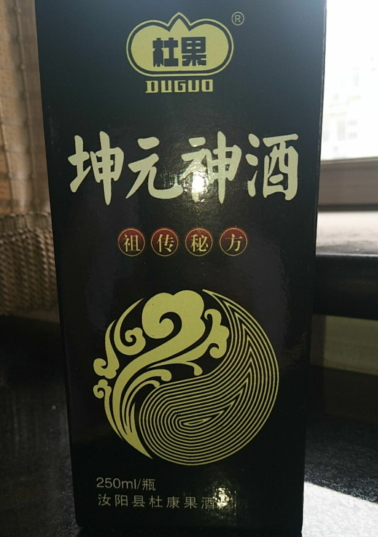 ®
杜果
DUGUO
坤元神酒
祖传秘方
250ml/瓶
汝阳县杜康果酒